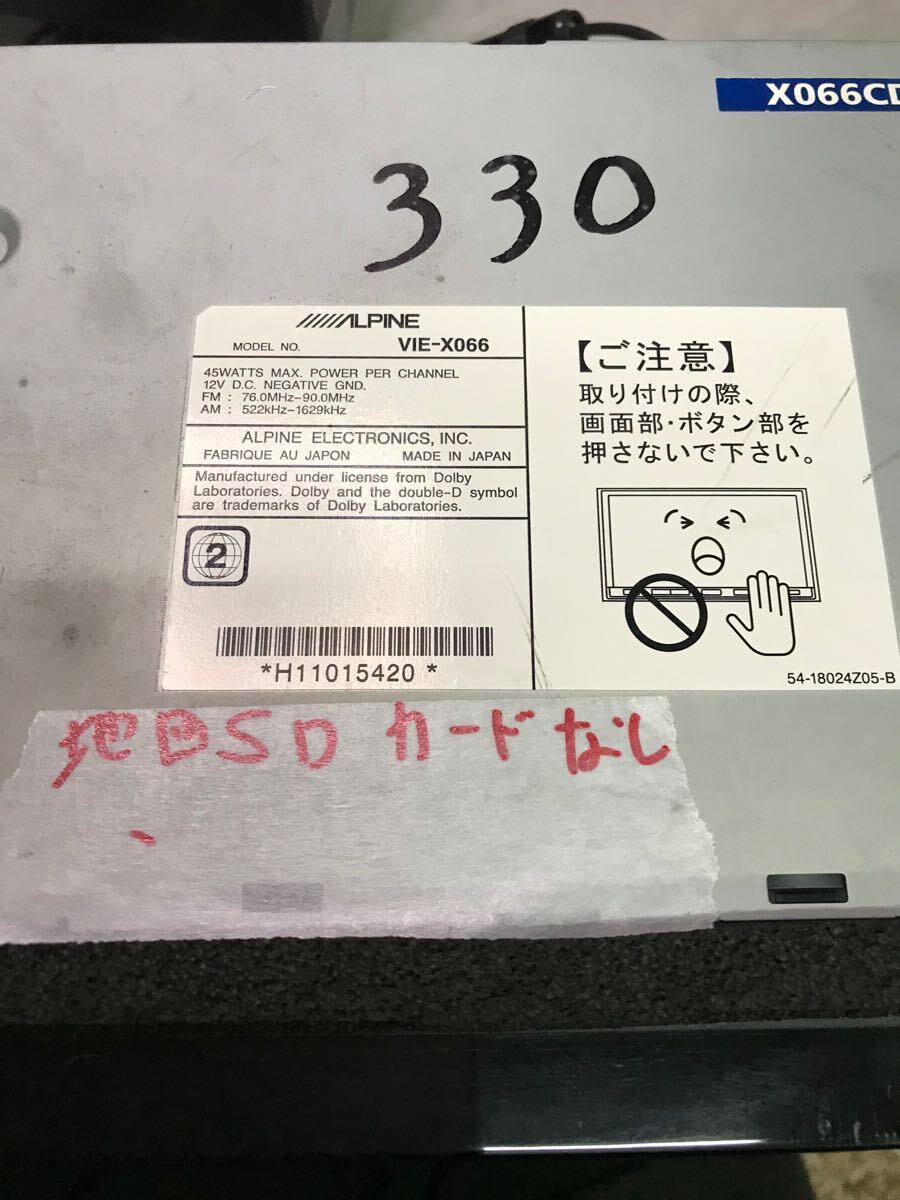 X066CD
330
ALPINE
MODEL NO. VIE-X066
45WATTS MAX. POWER PER CHANNEL
12V D.C. NEGATIVE GND.
FM : 76.0MHz-90.0MHz
AM : 522kHz-1629kHz
ALPINE ELECTRONICS, INC.
FABRIQUE AU JAPON MADE IN JAPAN
Manufactured under license from Dolby
Laboratories. Dolby and the double-D symbol
are trademarks of Dolby Laboratories.
2
*H11015420*
【ご注意】
取り付けの際、
画面部・ボタン部を
押さないで下さい。
54-18024Z05-B
SDカードなし